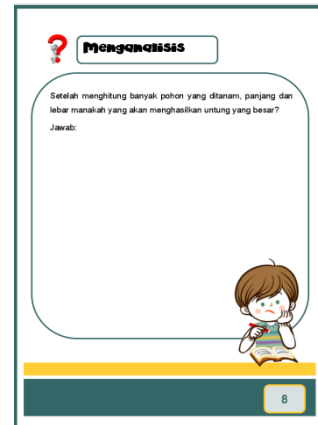 Menganalisis
Setelah menghitung banyak pohon yang ditanam, panjang dan
lebar manakah yang akan menghasilkan untung yang besar?
Jawab:
8